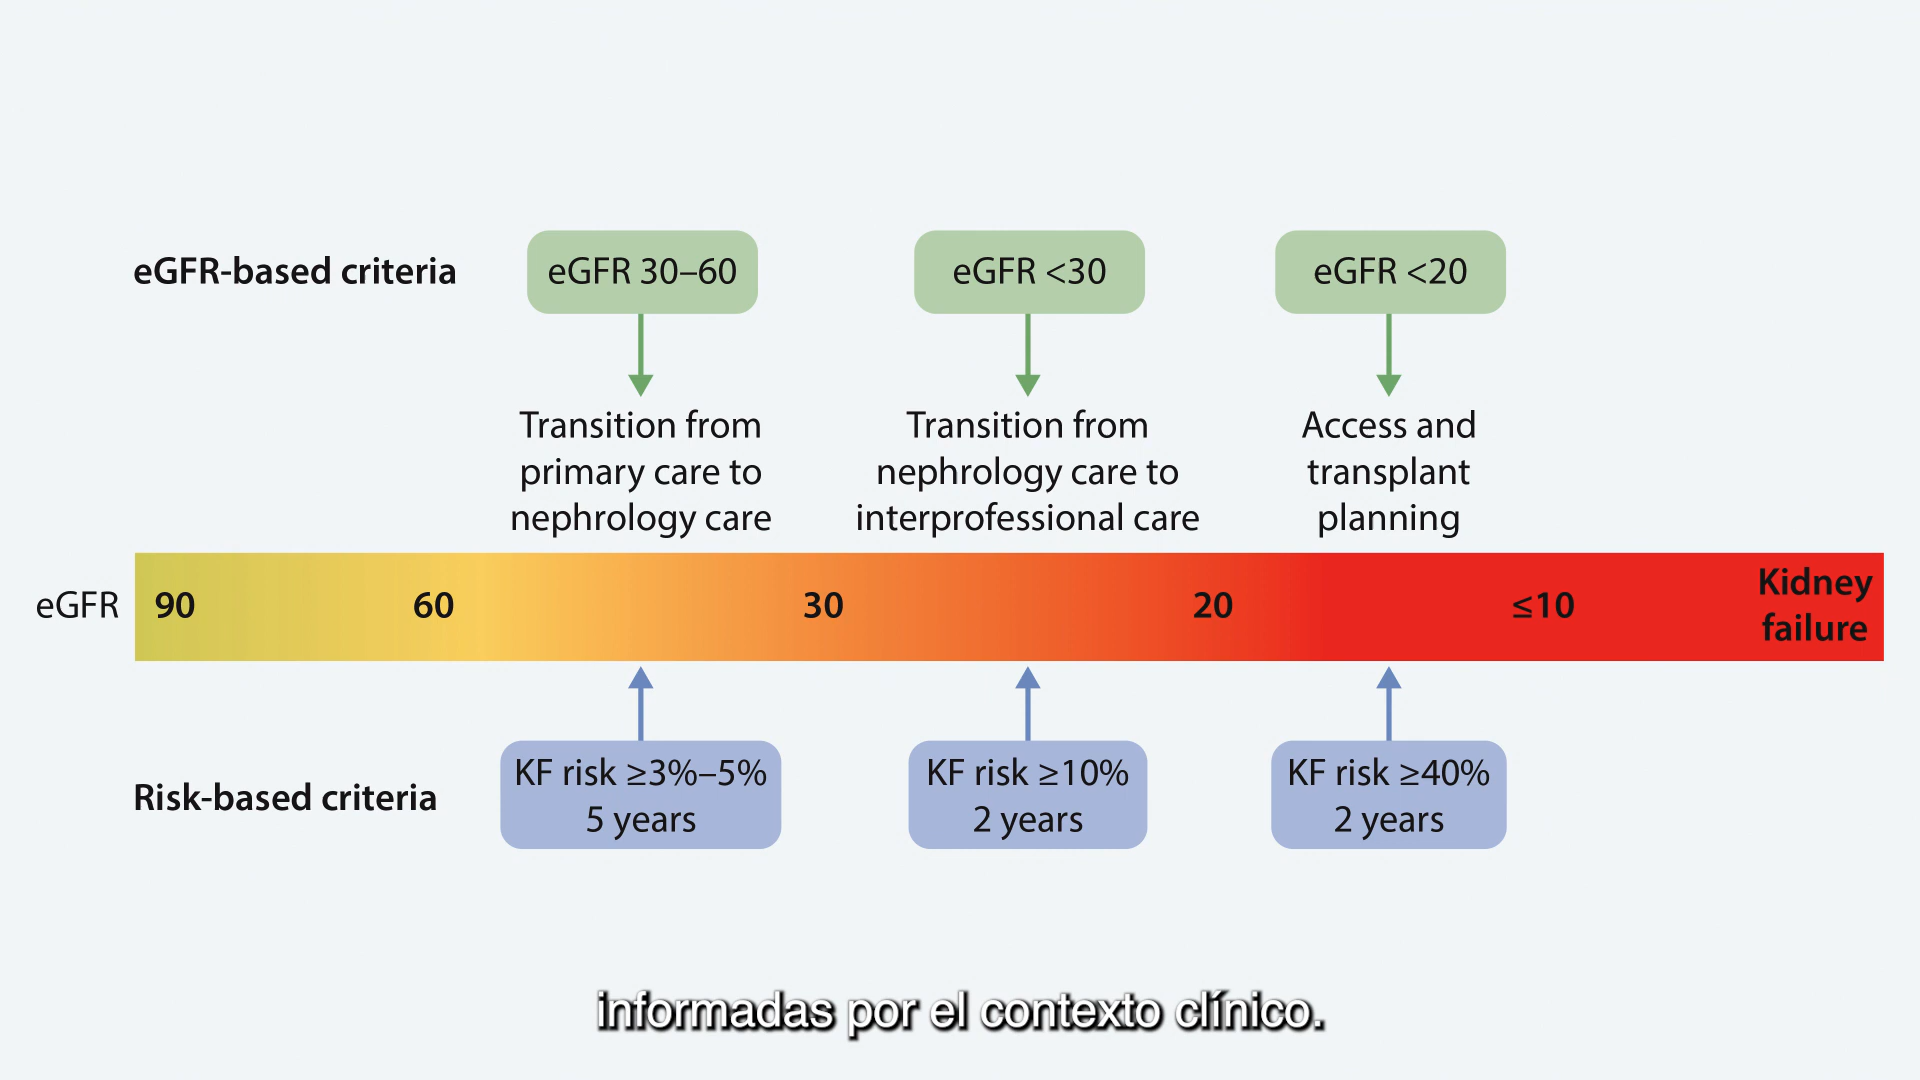 eGFR-based criteria
eGFR 30–60
eGFR <30
eGFR <20
Transition from
primary care to
nephrology care
Transition from
nephrology care to
interprofessional care
Access and
transplant
planning
eGFR
90
60
30
20
≤10
Kidney
failure
Risk-based criteria
KF risk ≥3%–5%
5 years
KF risk ≥10%
2 years
KF risk ≥40%
2 years
informadas por el contexto clínico.